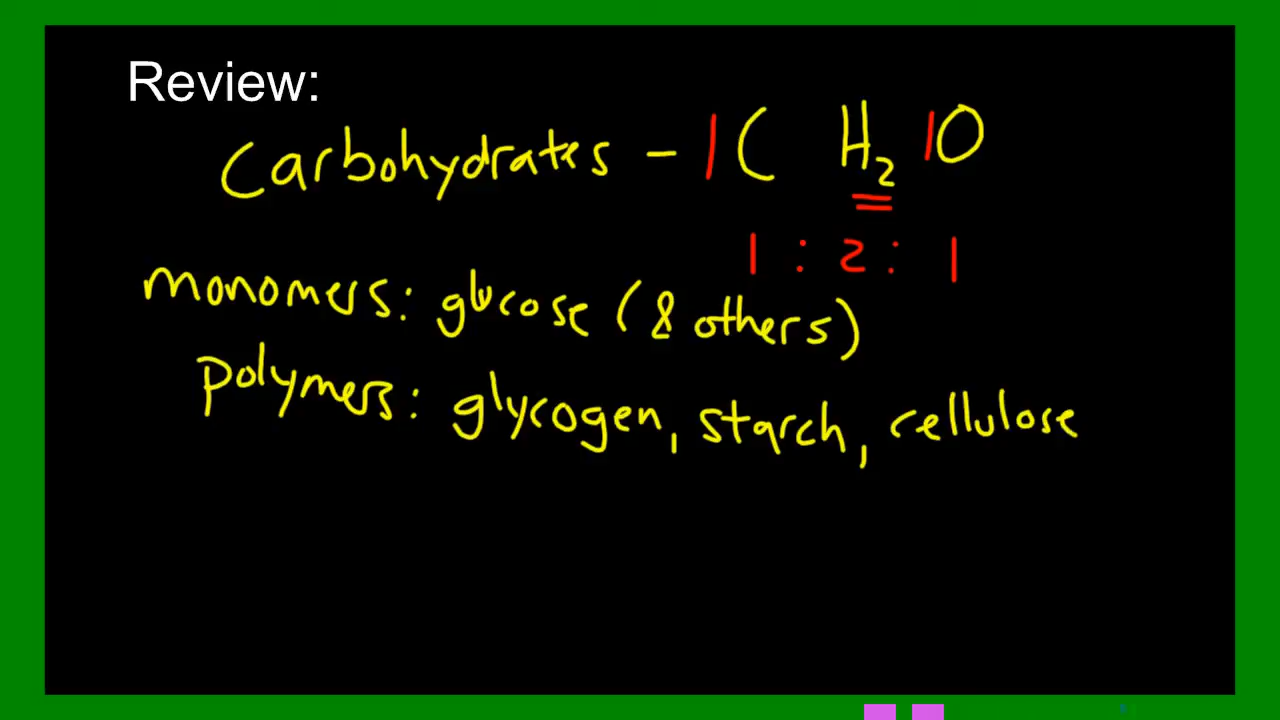 Review:
Carbohydrates - 1C H₂ 1O
1 : 2 : 1
monomers: glucose (& others)
polymers: glycogen, starch, cellulose